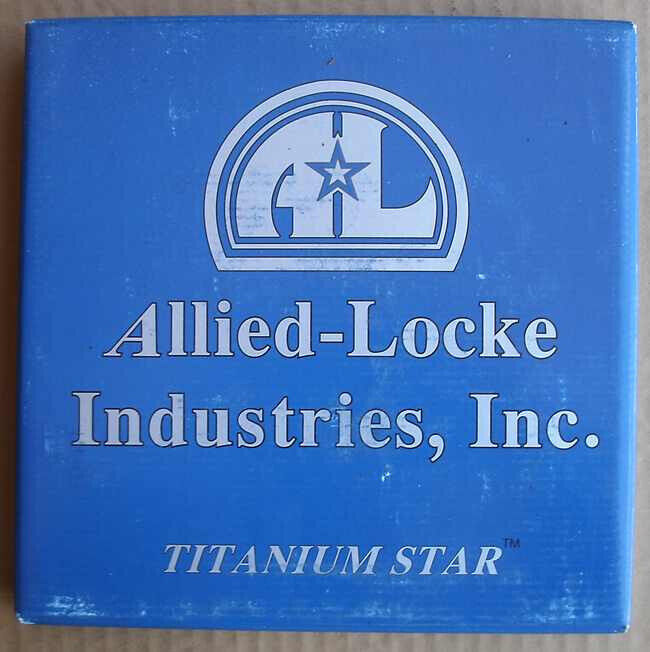 AL
Allied-Locke
Industries, Inc.
TITANIUM STAR™